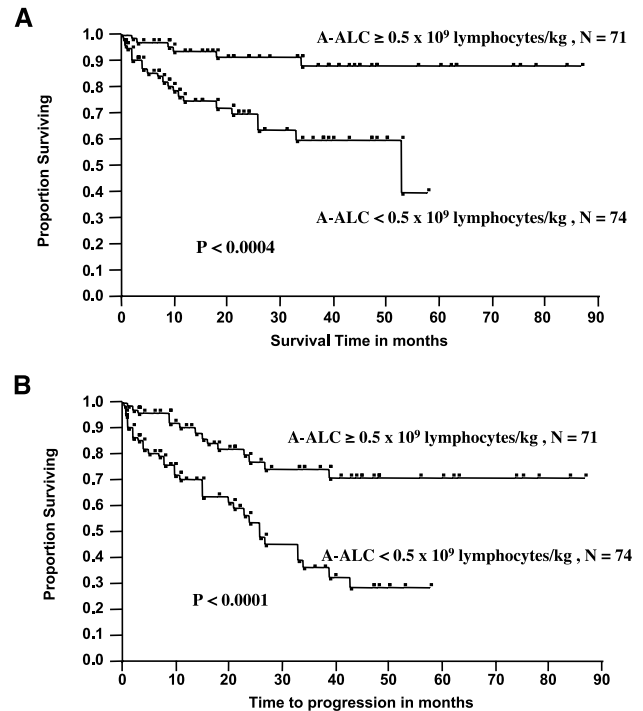 A
A-ALC ≥ 0.5 x 10⁹ lymphocytes/kg , N = 71
1.0
0.9
0.8
0.7
0.6
0.5
0.4
0.3
0.2
0.1
0.0
Proportion Surviving
A-ALC < 0.5 x 10⁹ lymphocytes/kg , N = 74
P < 0.0004
0 10 20 30 40 50 60 70 80 90
Survival Time in months
B
1.0
0.9
0.8
0.7
0.6
0.5
0.4
0.3
0.2
0.1
0.0
Proportion Surviving
A-ALC ≥ 0.5 x 10⁹ lymphocytes/kg , N = 71
A-ALC < 0.5 x 10⁹ lymphocytes/kg , N = 74
P < 0.0001
0 10 20 30 40 50 60 70 80 90
Time to progression in months